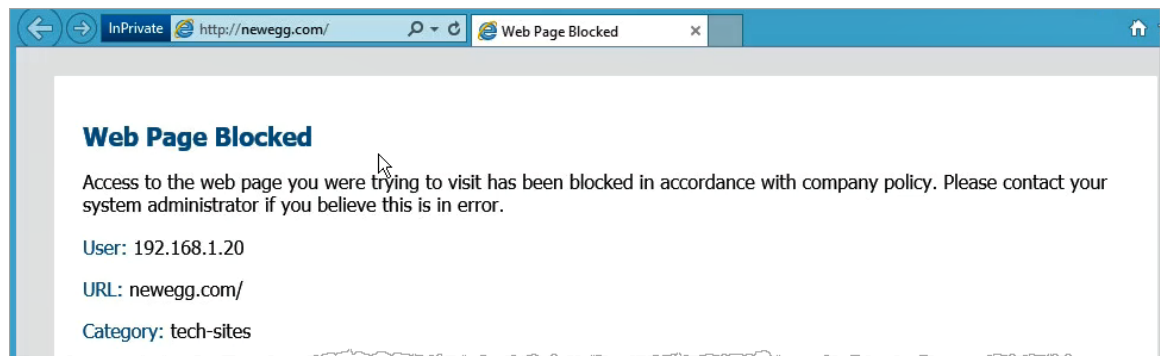 InPrivate http://newegg.com/ Web Page Blocked
Web Page Blocked
Access to the web page you were trying to visit has been blocked in accordance with company policy. Please contact your
system administrator if you believe this is in error.
User: 192.168.1.20
URL: newegg.com/
Category: tech-sites